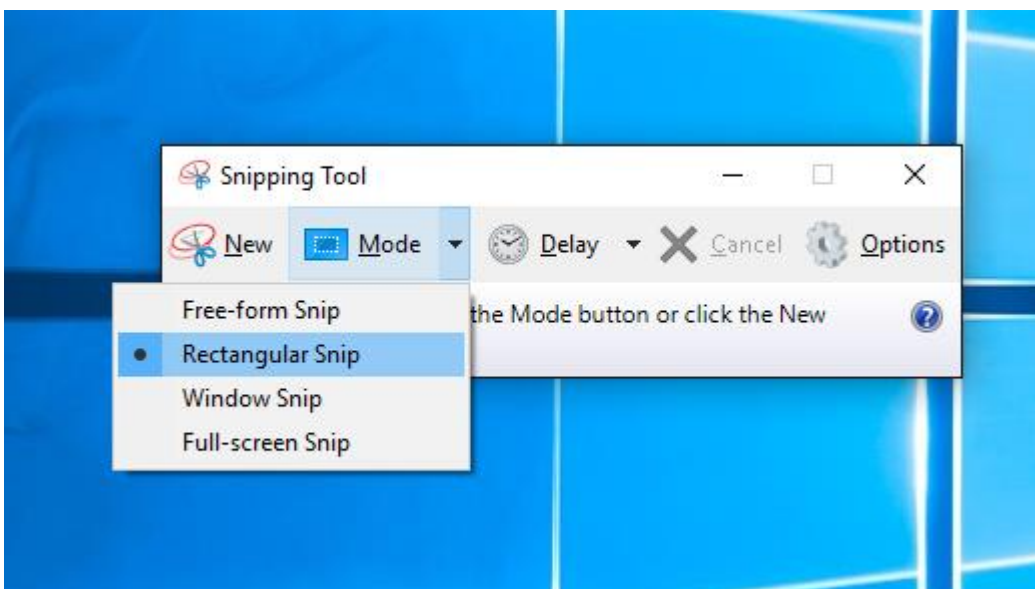 Snipping Tool
New Mode Delay Cancel Options
Free-form Snip
the Mode button or click the New
Rectangular Snip
Window Snip
Full-screen Snip